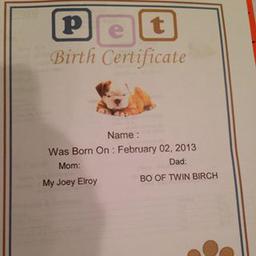 pet
Birth Certificate
Name :
Was Born On : February 02, 2013
Mom: Dad:
My Joey Elroy BO OF TWIN BIRCH